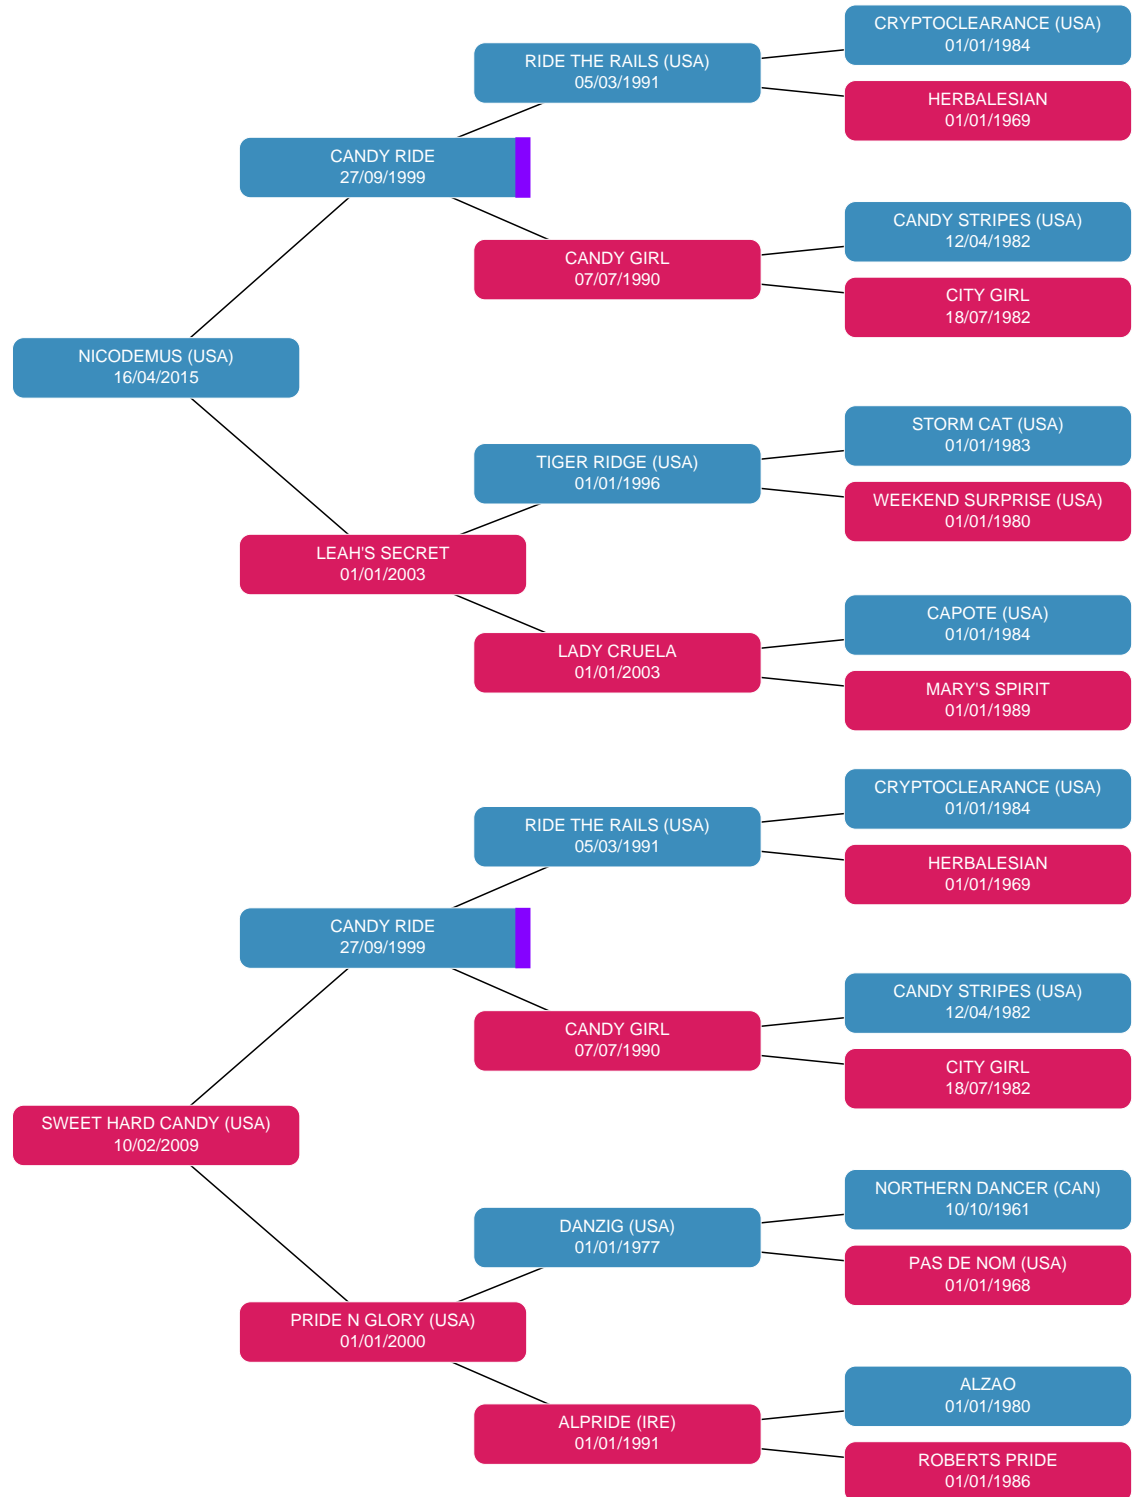 CRYPTOCLEARANCE (USA)
01/01/1984
RIDE THE RAILS (USA)
05/03/1991
HERBALESIAN
01/01/1969
CANDY RIDE
27/09/1999
CANDY STRIPES (USA)
12/04/1982
CANDY GIRL
07/07/1990
CITY GIRL
18/07/1982
NICODEMUS (USA)
16/04/2015
STORM CAT (USA)
01/01/1983
TIGER RIDGE (USA)
01/01/1996
WEEKEND SURPRISE (USA)
01/01/1980
LEAH'S SECRET
01/01/2003
CAPOTE (USA)
01/01/1984
LADY CRUELA
01/01/2003
MARY'S SPIRIT
01/01/1989
CRYPTOCLEARANCE (USA)
01/01/1984
RIDE THE RAILS (USA)
05/03/1991
HERBALESIAN
01/01/1969
CANDY RIDE
27/09/1999
CANDY STRIPES (USA)
12/04/1982
CANDY GIRL
07/07/1990
CITY GIRL
18/07/1982
SWEET HARD CANDY (USA)
10/02/2009
NORTHERN DANCER (CAN)
10/10/1961
DANZIG (USA)
01/01/1977
PAS DE NOM (USA)
01/01/1968
PRIDE N GLORY (USA)
01/01/2000
ALZAO
01/01/1980
ALPRIDE (IRE)
01/01/1991
ROBERTS PRIDE
01/01/1986